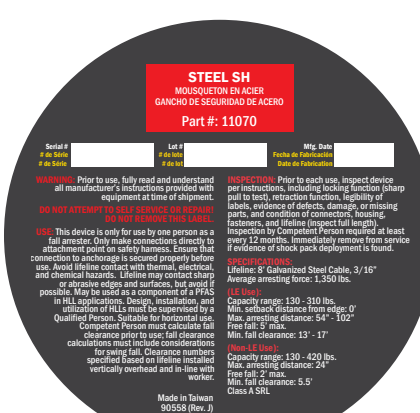 STEEL SH
MOUSQUETON EN ACIER
GANCHO DE SEGURIDAD DE ACERO
Part #: 11070
Serial #
# de Série
# de Série
Lot #
# de lote
# de lot
Mfg. Date
Fecha de Fabricación
Date de Fabrication
WARNING: Prior to use, fully read and understand
all manufacturer's instructions provided with
equipment at time of shipment.
DO NOT ATTEMPT TO SELF SERVICE OR REPAIR!
DO NOT REMOVE THIS LABEL.
USE: This device is only for use by one person as a
fall arrester. Only make connections directly to
attachment point on safety harness. Ensure that
connection to anchorage is secured properly before
use. Avoid lifeline contact with thermal, electrical,
and chemical hazards. Lifeline may contact sharp
or abrasive edges and surfaces, but avoid if
possible. May be used as a component of a PFAS
in HLL applications. Design, installation, and
utilization of HLLs must be supervised by a
Qualified Person. Suitable for horizontal use.
Competent Person must calculate fall
clearance prior to use; fall clearance
calculations must include considerations
for swing fall. Clearance numbers
specified based on lifeline installed
vertically overhead and in-line with
worker.
Made in Taiwan
90558 (Rev. J)
INSPECTION: Prior to each use, inspect device
per instructions, including locking function (sharp
pull to test), retraction function, legibility of
labels, evidence of defects, damage, or missing
parts, and condition of connectors, housing,
fasteners, and lifeline (inspect full length).
Inspection by Competent Person required at least
every 12 months. Immediately remove from service
if evidence of shock pack deployment is found.
SPECIFICATIONS:
Lifeline: 8' Galvanized Steel Cable, 3/16"
Average arresting force: 1,350 lbs.
(LE Use):
Capacity range: 130 - 310 lbs.
Min. setback distance from edge: 0'
Max. arresting distance: 54" - 102"
Free fall: 5' max.
Min. fall clearance: 13' - 17'
(Non-LE Use):
Capacity range: 130 - 420 lbs.
Max. arresting distance: 24"
Free fall: 2' max.
Min. fall clearance: 5.5'
Class A SRL